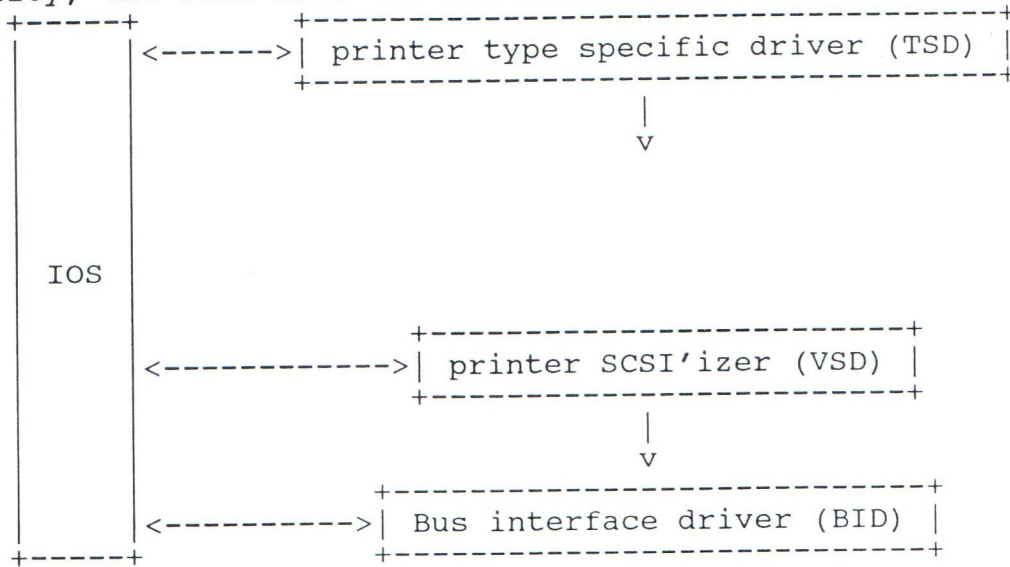 printer type specific driver (TSD)
IOS
printer SCSI'izer (VSD)
Bus interface driver (BID)